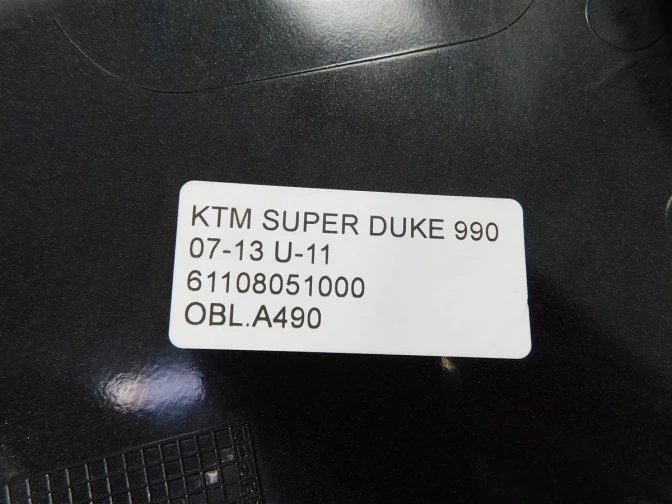 KTM SUPER DUKE 990
07-13 U-11
61108051000
OBL.A490